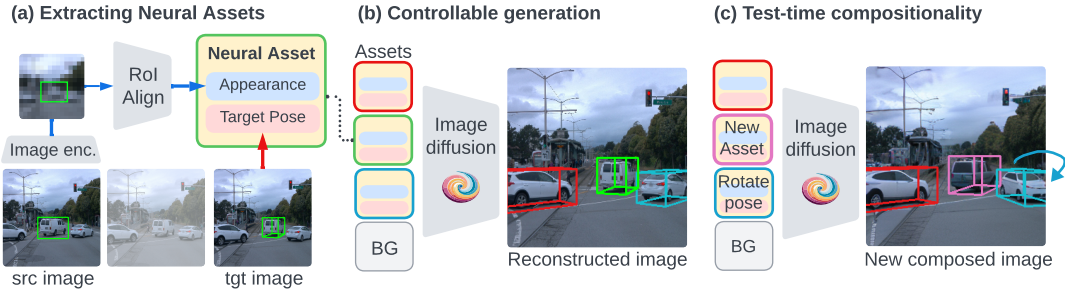 (a) Extracting Neural Assets
RoI
Align
Neural Asset
Appearance
Target Pose
Image enc.
src image
tgt image
(b) Controllable generation
Assets
BG
Image
diffusion
Reconstructed image
(c) Test-time compositionality
New
Asset
Rotate
pose
BG
Image
diffusion
New composed image